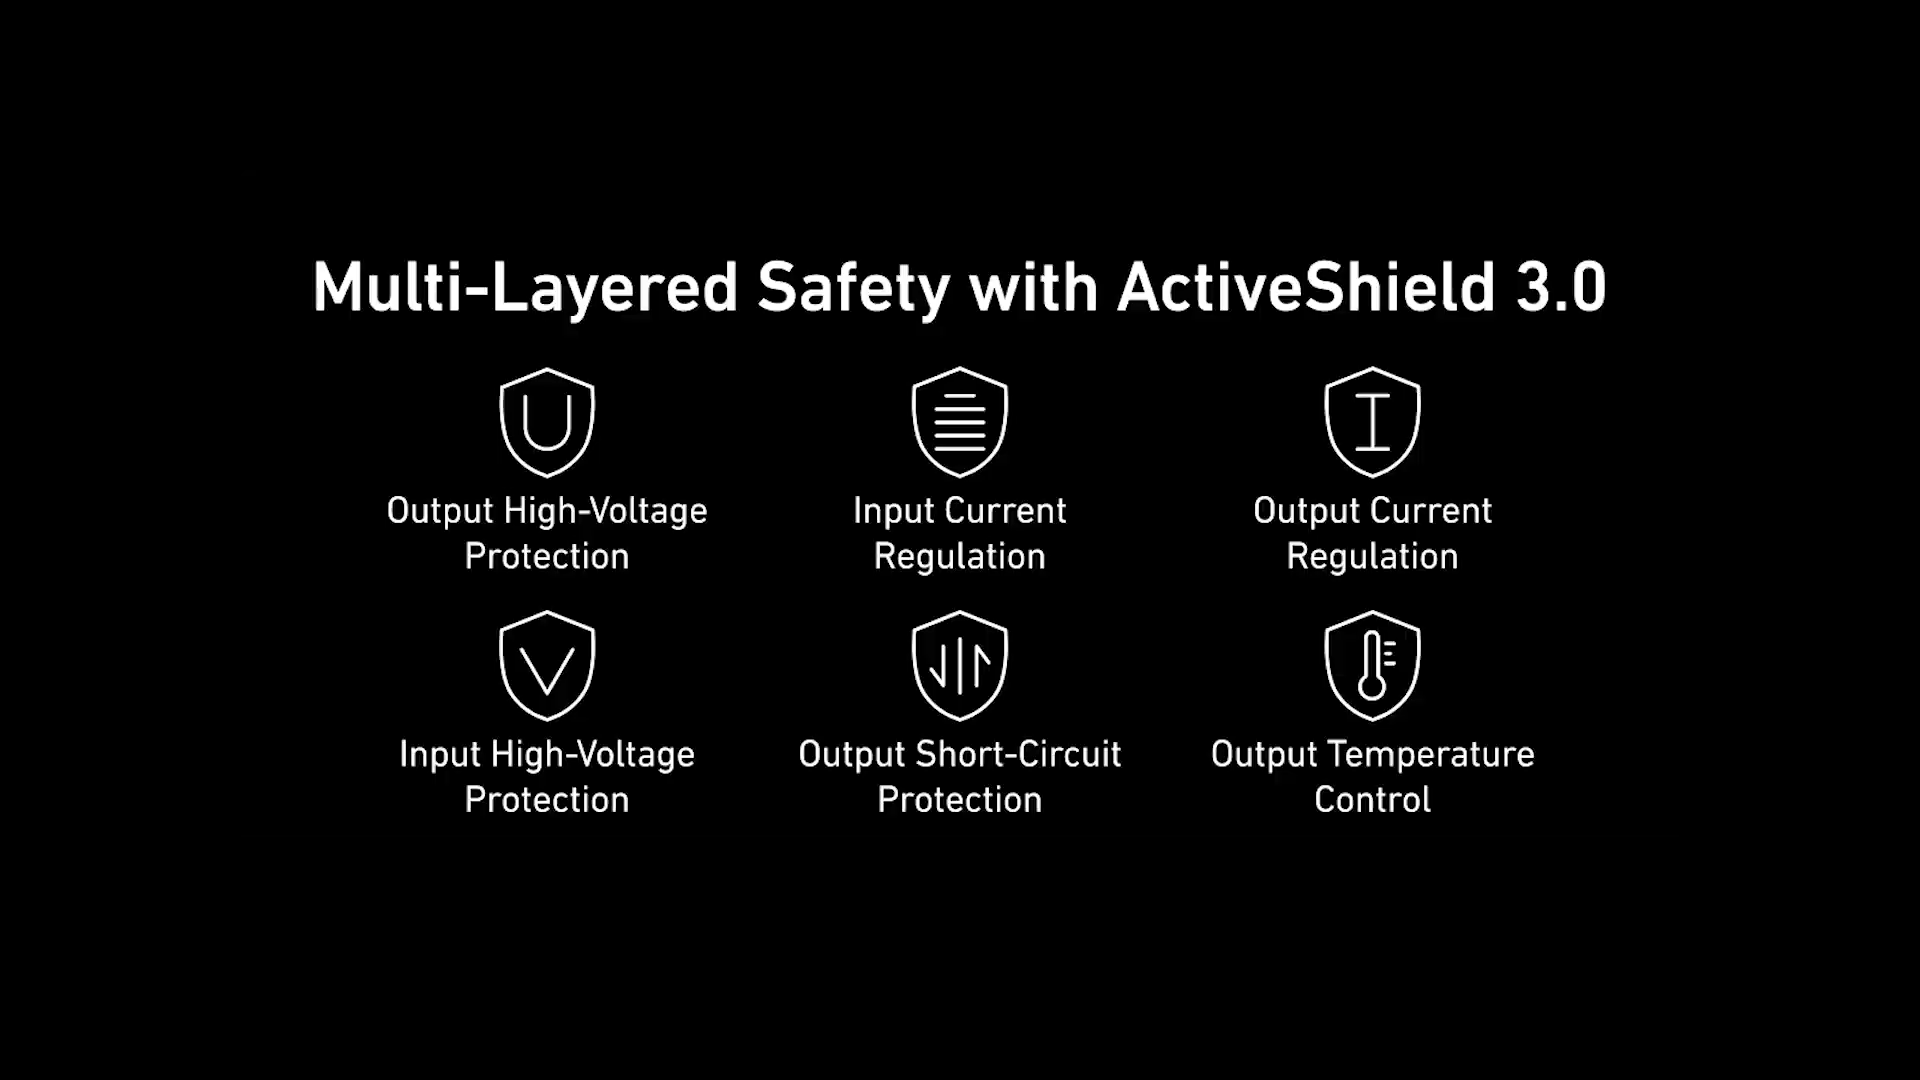 Multi-Layered Safety with ActiveShield 3.0
Output High-Voltage
Protection
Input Current
Regulation
Output Current
Regulation
Input High-Voltage
Protection
Output Short-Circuit
Protection
Output Temperature
Control